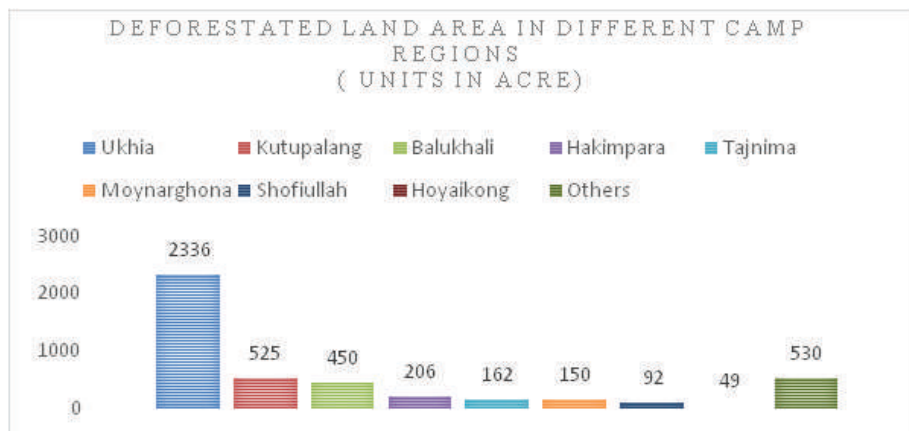 DEFORESTATED LAND AREA IN DIFFERENT CAMP
REGIONS
( UNITS IN ACRE)
Ukhia Kutupalang Balukhali Hakimpara Tajnima
Moynarghona Shofiullah Hoyaikong Others
3000
2336
2000
1000
525 450 206 162 150 92 49 530
0